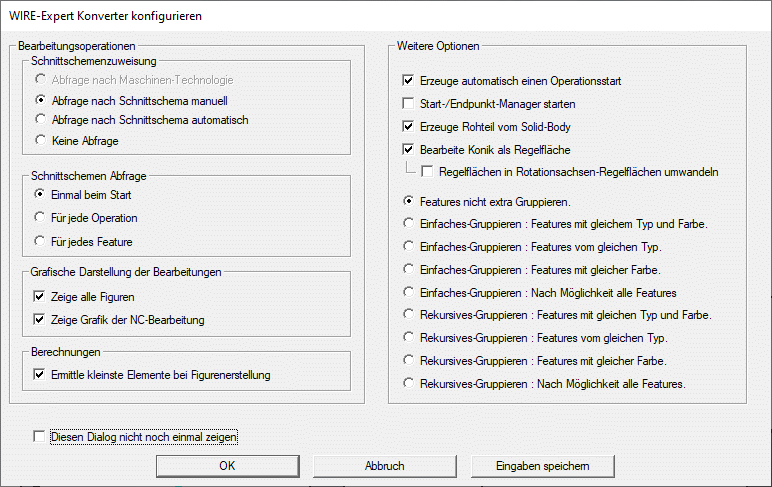 WIRE-Expert Konverter konfigurieren
Bearbeitungsoperationen
Schnittschemenzuweisung
Abfrage nach Maschinen-Technologie
Abfrage nach Schnittschema manuell
Abfrage nach Schnittschema automatisch
Keine Abfrage
Schnittschemen Abfrage
Einmal beim Start
Für jede Operation
Für jedes Feature
Grafische Darstellung der Bearbeitungen
Zeige alle Figuren
Zeige Grafik der NC-Bearbeitung
Berechnungen
Ermittle kleinste Elemente bei Figurenerstellung
Weitere Optionen
Erzeuge automatisch einen Operationsstart
Start-/Endpunkt-Manager starten
Erzeuge Rohteil vom Solid-Body
Bearbeite Konik als Regelfläche
Regelflächen in Rotationsachsen-Regelflächen umwandeln
Features nicht extra Gruppieren.
Einfaches-Gruppieren : Features mit gleichem Typ und Farbe.
Einfaches-Gruppieren : Features vom gleichen Typ.
Einfaches-Gruppieren : Features mit gleicher Farbe.
Einfaches-Gruppieren : Nach Möglichkeit alle Features
Rekursives-Gruppieren : Features mit gleichen Typ und Farbe.
Rekursives-Gruppieren : Features vom gleichen Typ.
Rekursives-Gruppieren : Features mit gleicher Farbe.
Rekursives-Gruppieren : Nach Möglichkeit alle Features.
Diesen Dialog nicht noch einmal zeigen
OK
Abbruch
Eingaben speichern